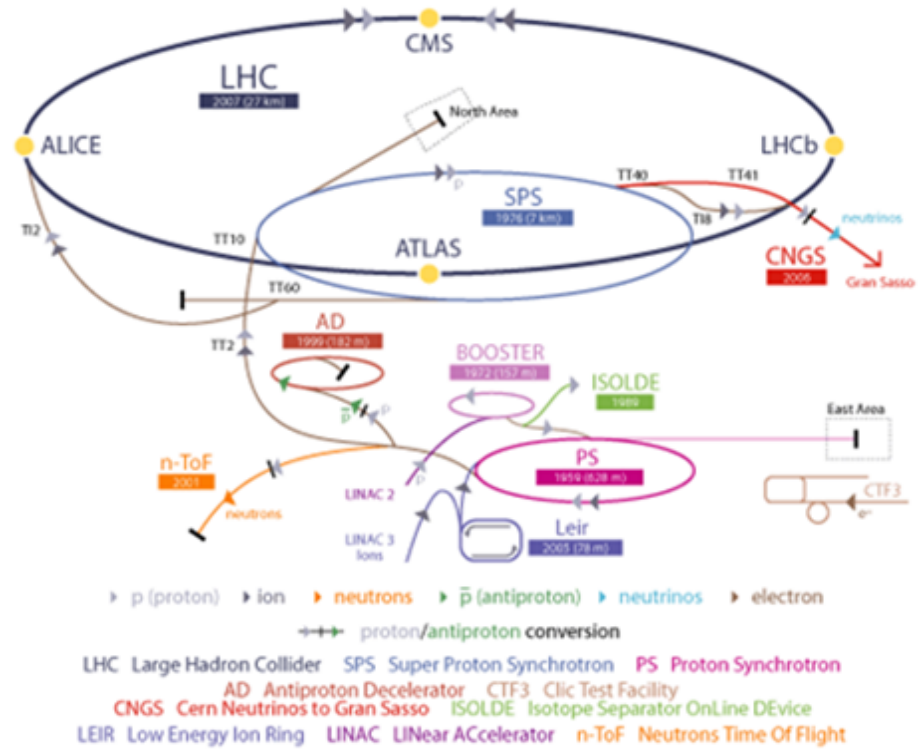 CMS
LHC
2007 (27 km)
North Area
ALICE
LHCb
TT40
TT41
SPS
1976 (7 km)
p
TI8
neutrinos
TI2
TT10
ATLAS
CNGS
2006
Gran Sasso
TT60
AD
1999 (182 m)
TT2
BOOSTER
1972 (157 m)
ISOLDE
1989
p̅
p
East Area
n-ToF
2001
LINAC 2
p
PS
1959 (628 m)
neutrons
CTF3
e⁻
LINAC 3
Ions
Leir
2005 (78 m)
p (proton) ion neutrons p̅ (antiproton) neutrinos electron
proton/antiproton conversion
LHC Large Hadron Collider SPS Super Proton Synchrotron PS Proton Synchrotron
AD Antiproton Decelerator CTF3 Clic Test Facility
CNGS Cern Neutrinos to Gran Sasso ISOLDE Isotope Separator OnLine DEvice
LEIR Low Energy Ion Ring LINAC LINear ACcelerator n-ToF Neutrons Time Of Flight